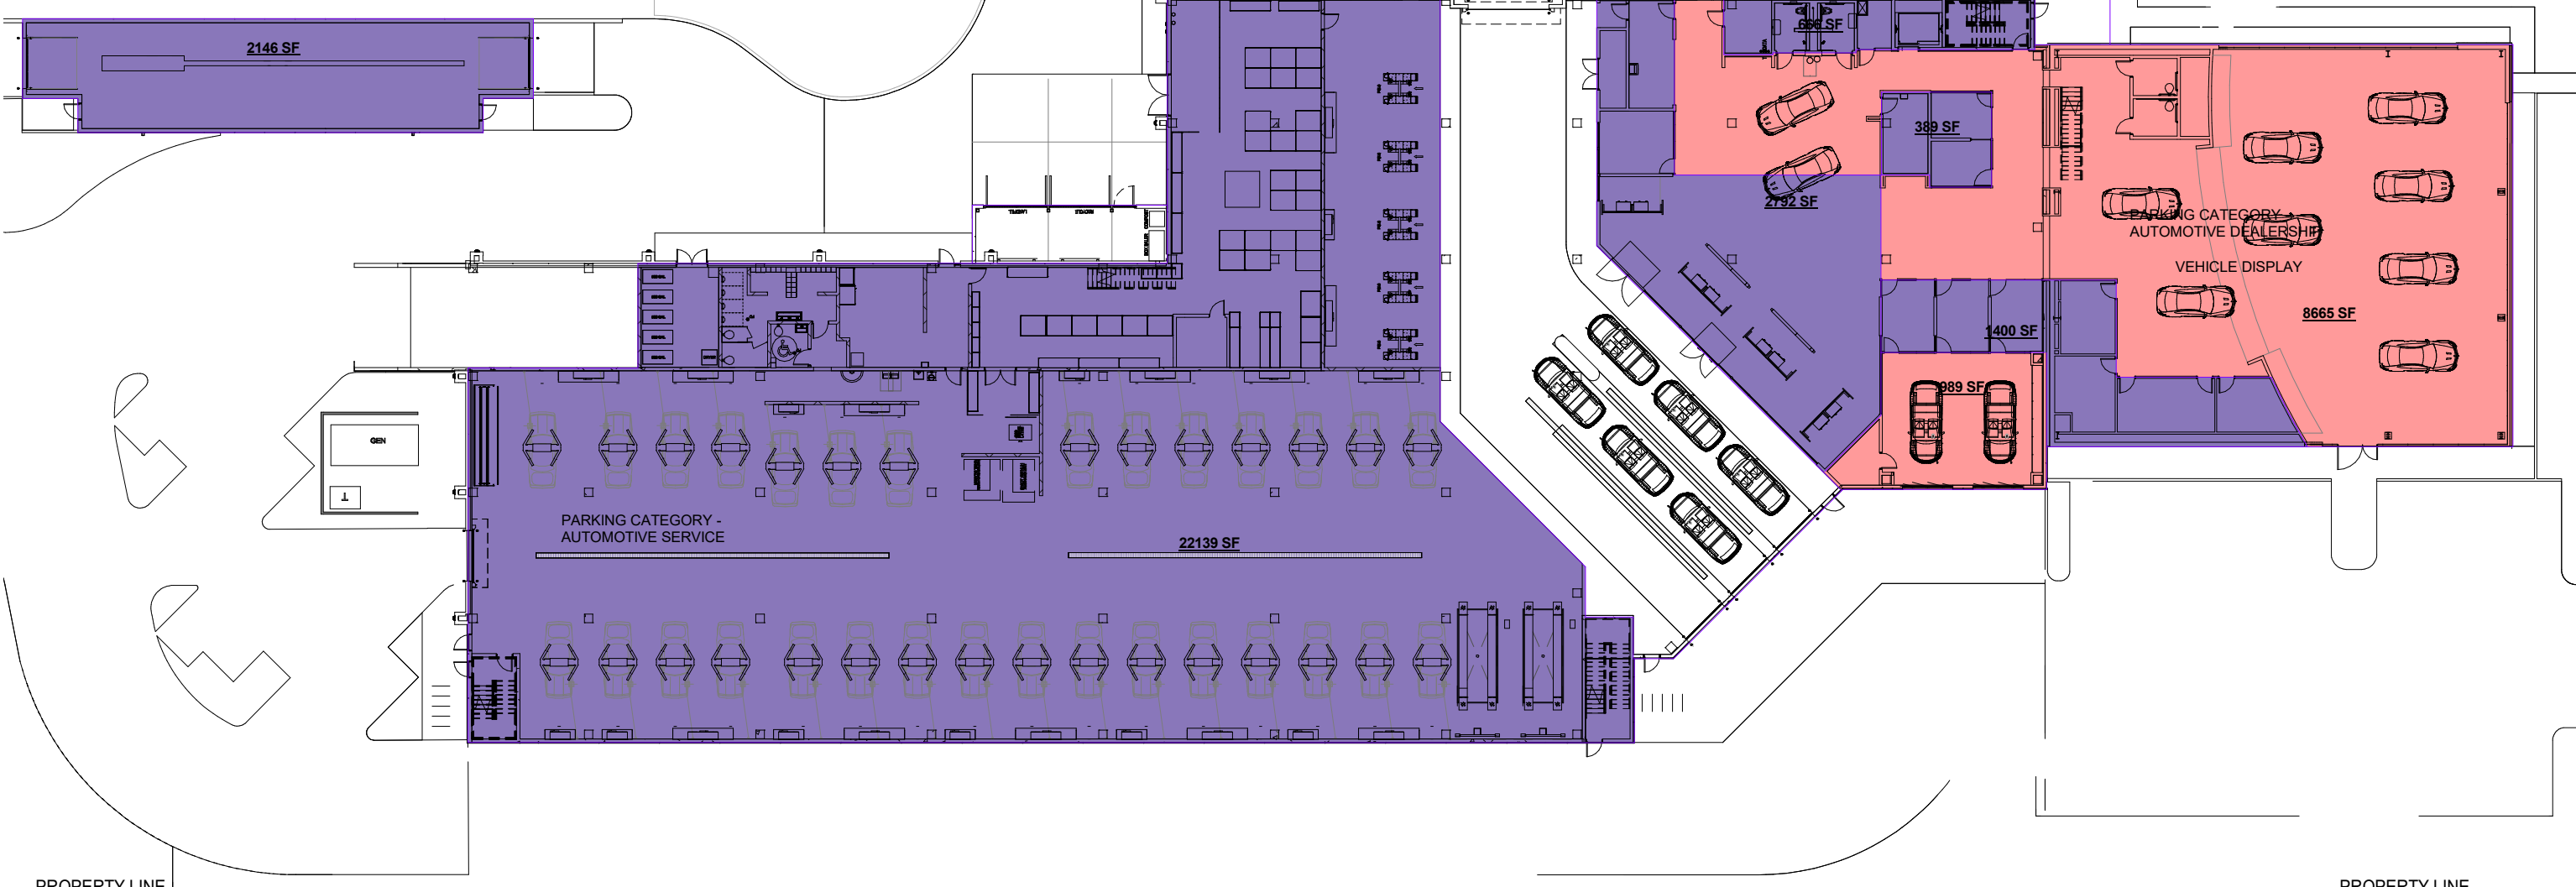 2146 SF
666 SF
389 SF
2792 SF
PARKING CATEGORY
AUTOMOTIVE DEALERSHIP
VEHICLE DISPLAY
8665 SF
1400 SF
989 SF
GEN
T
PARKING CATEGORY -
AUTOMOTIVE SERVICE
22139 SF
PROPERTY LINE
PROPERTY LINE